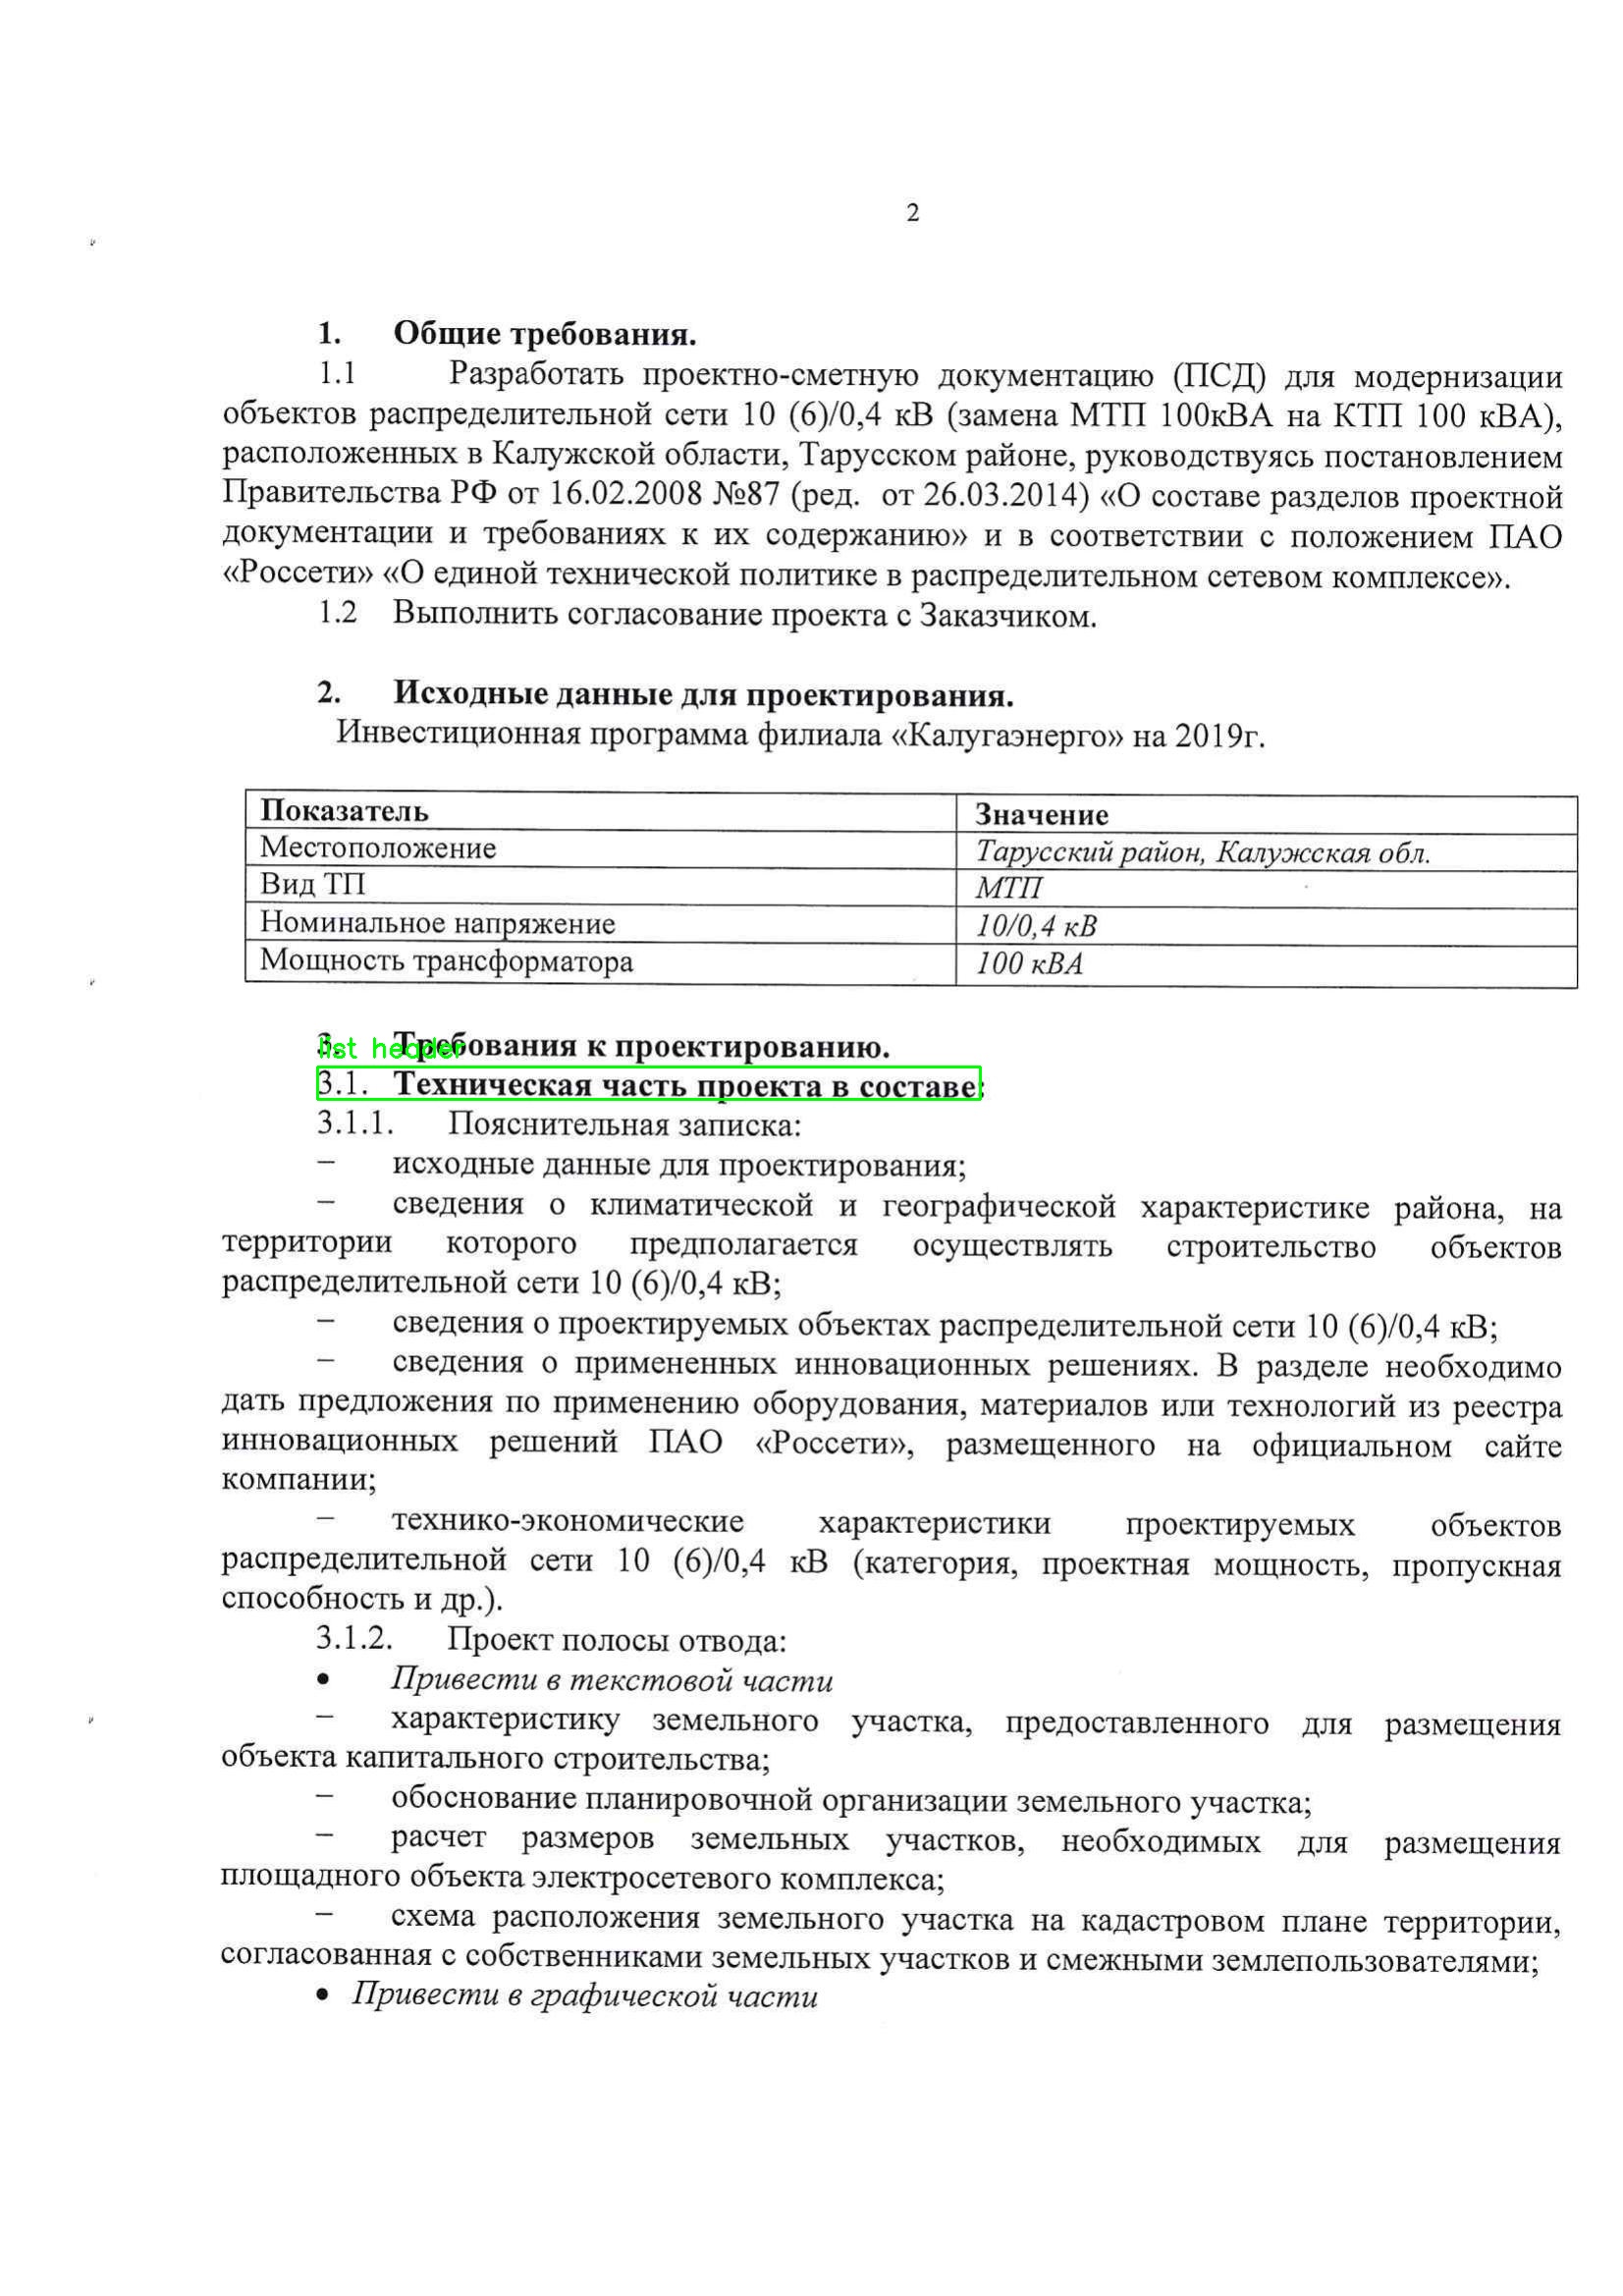 2
1. Общие требования.
1.1 Разработать проектно-сметную документацию (ПСД) для модернизации
объектов распределительной сети 10 (6)/0,4 кВ (замена МТП 100кВА на КТП 100 кВА),
расположенных в Калужской области, Тарусском районе, руководствуясь постановлением
Правительства РФ от 16.02.2008 №87 (ред. от 26.03.2014) «О составе разделов проектной
документации и требованиях к их содержанию» и в соответствии с положением ПАО
«Россети» «О единой технической политике в распределительном сетевом комплексе».
1.2 Выполнить согласование проекта с Заказчиком.
2. Исходные данные для проектирования.
Инвестиционная программа филиала «Калугаэнерго» на 2019г.
Показатель Значение
Местоположение Тарусский район, Калужская обл.
Вид ТП МТП
Номинальное напряжение 10/0,4 кВ
Мощность трансформатора 100 кВА
3. Требования к проектированию.
list header
3.1. Техническая часть проекта в составе:
3.1.1. Пояснительная записка:
– исходные данные для проектирования;
– сведения о климатической и географической характеристике района, на
территории которого предполагается осуществлять строительство объектов
распределительной сети 10 (6)/0,4 кВ;
– сведения о проектируемых объектах распределительной сети 10 (6)/0,4 кВ;
– сведения о примененных инновационных решениях. В разделе необходимо
дать предложения по применению оборудования, материалов или технологий из реестра
инновационных решений ПАО «Россети», размещенного на официальном сайте
компании;
– технико-экономические характеристики проектируемых объектов
распределительной сети 10 (6)/0,4 кВ (категория, проектная мощность, пропускная
способность и др.).
3.1.2. Проект полосы отвода:
• Привести в текстовой части
– характеристику земельного участка, предоставленного для размещения
объекта капитального строительства;
– обоснование планировочной организации земельного участка;
– расчет размеров земельных участков, необходимых для размещения
площадного объекта электросетевого комплекса;
– схема расположения земельного участка на кадастровом плане территории,
согласованная с собственниками земельных участков и смежными землепользователями;
• Привести в графической части